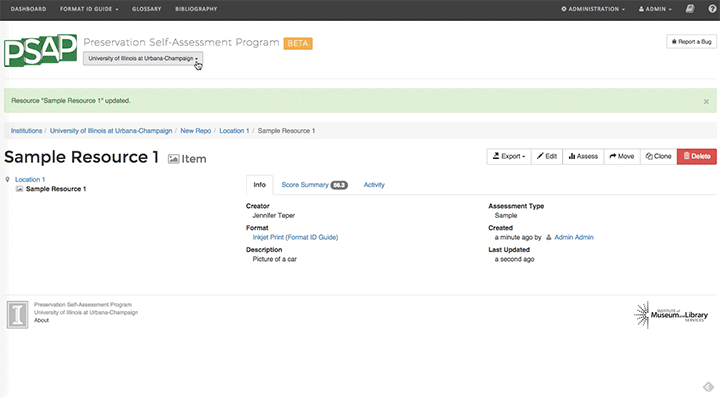 DASHBOARD FORMAT ID GUIDE GLOSSARY BIBLIOGRAPHY ADMINISTRATION ADMIN
PSAP
Preservation Self-Assessment Program BETA
University of Illinois at Urbana-Champaign
Report a Bug
Resource "Sample Resource 1" updated.
Institutions / University of Illinois at Urbana-Champaign / New Repo / Location 1 / Sample Resource 1
Sample Resource 1 Item
Export Edit Assess Move Clone Delete
Location 1
Sample Resource 1
Info Score Summary 56.3 Activity
Creator
Jennifer Teper
Format
Inkjet Print (Format ID Guide)
Description
Picture of a car
Assessment Type
Sample
Created
a minute ago by Admin Admin
Last Updated
a second ago
Preservation Self-Assessment Program
University of Illinois at Urbana-Champaign
About
INSTITUTE of
Museum and Library
SERVICES